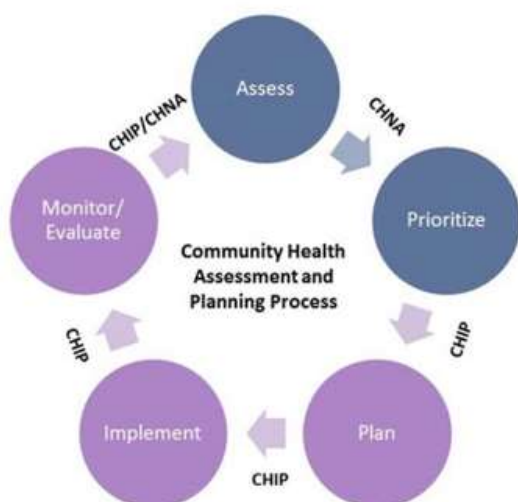 Assess
CHNA
Prioritize
CHIP
Plan
CHIP
Implement
CHIP
Monitor/
Evaluate
CHIP/CHNA
Community Health
Assessment and
Planning Process